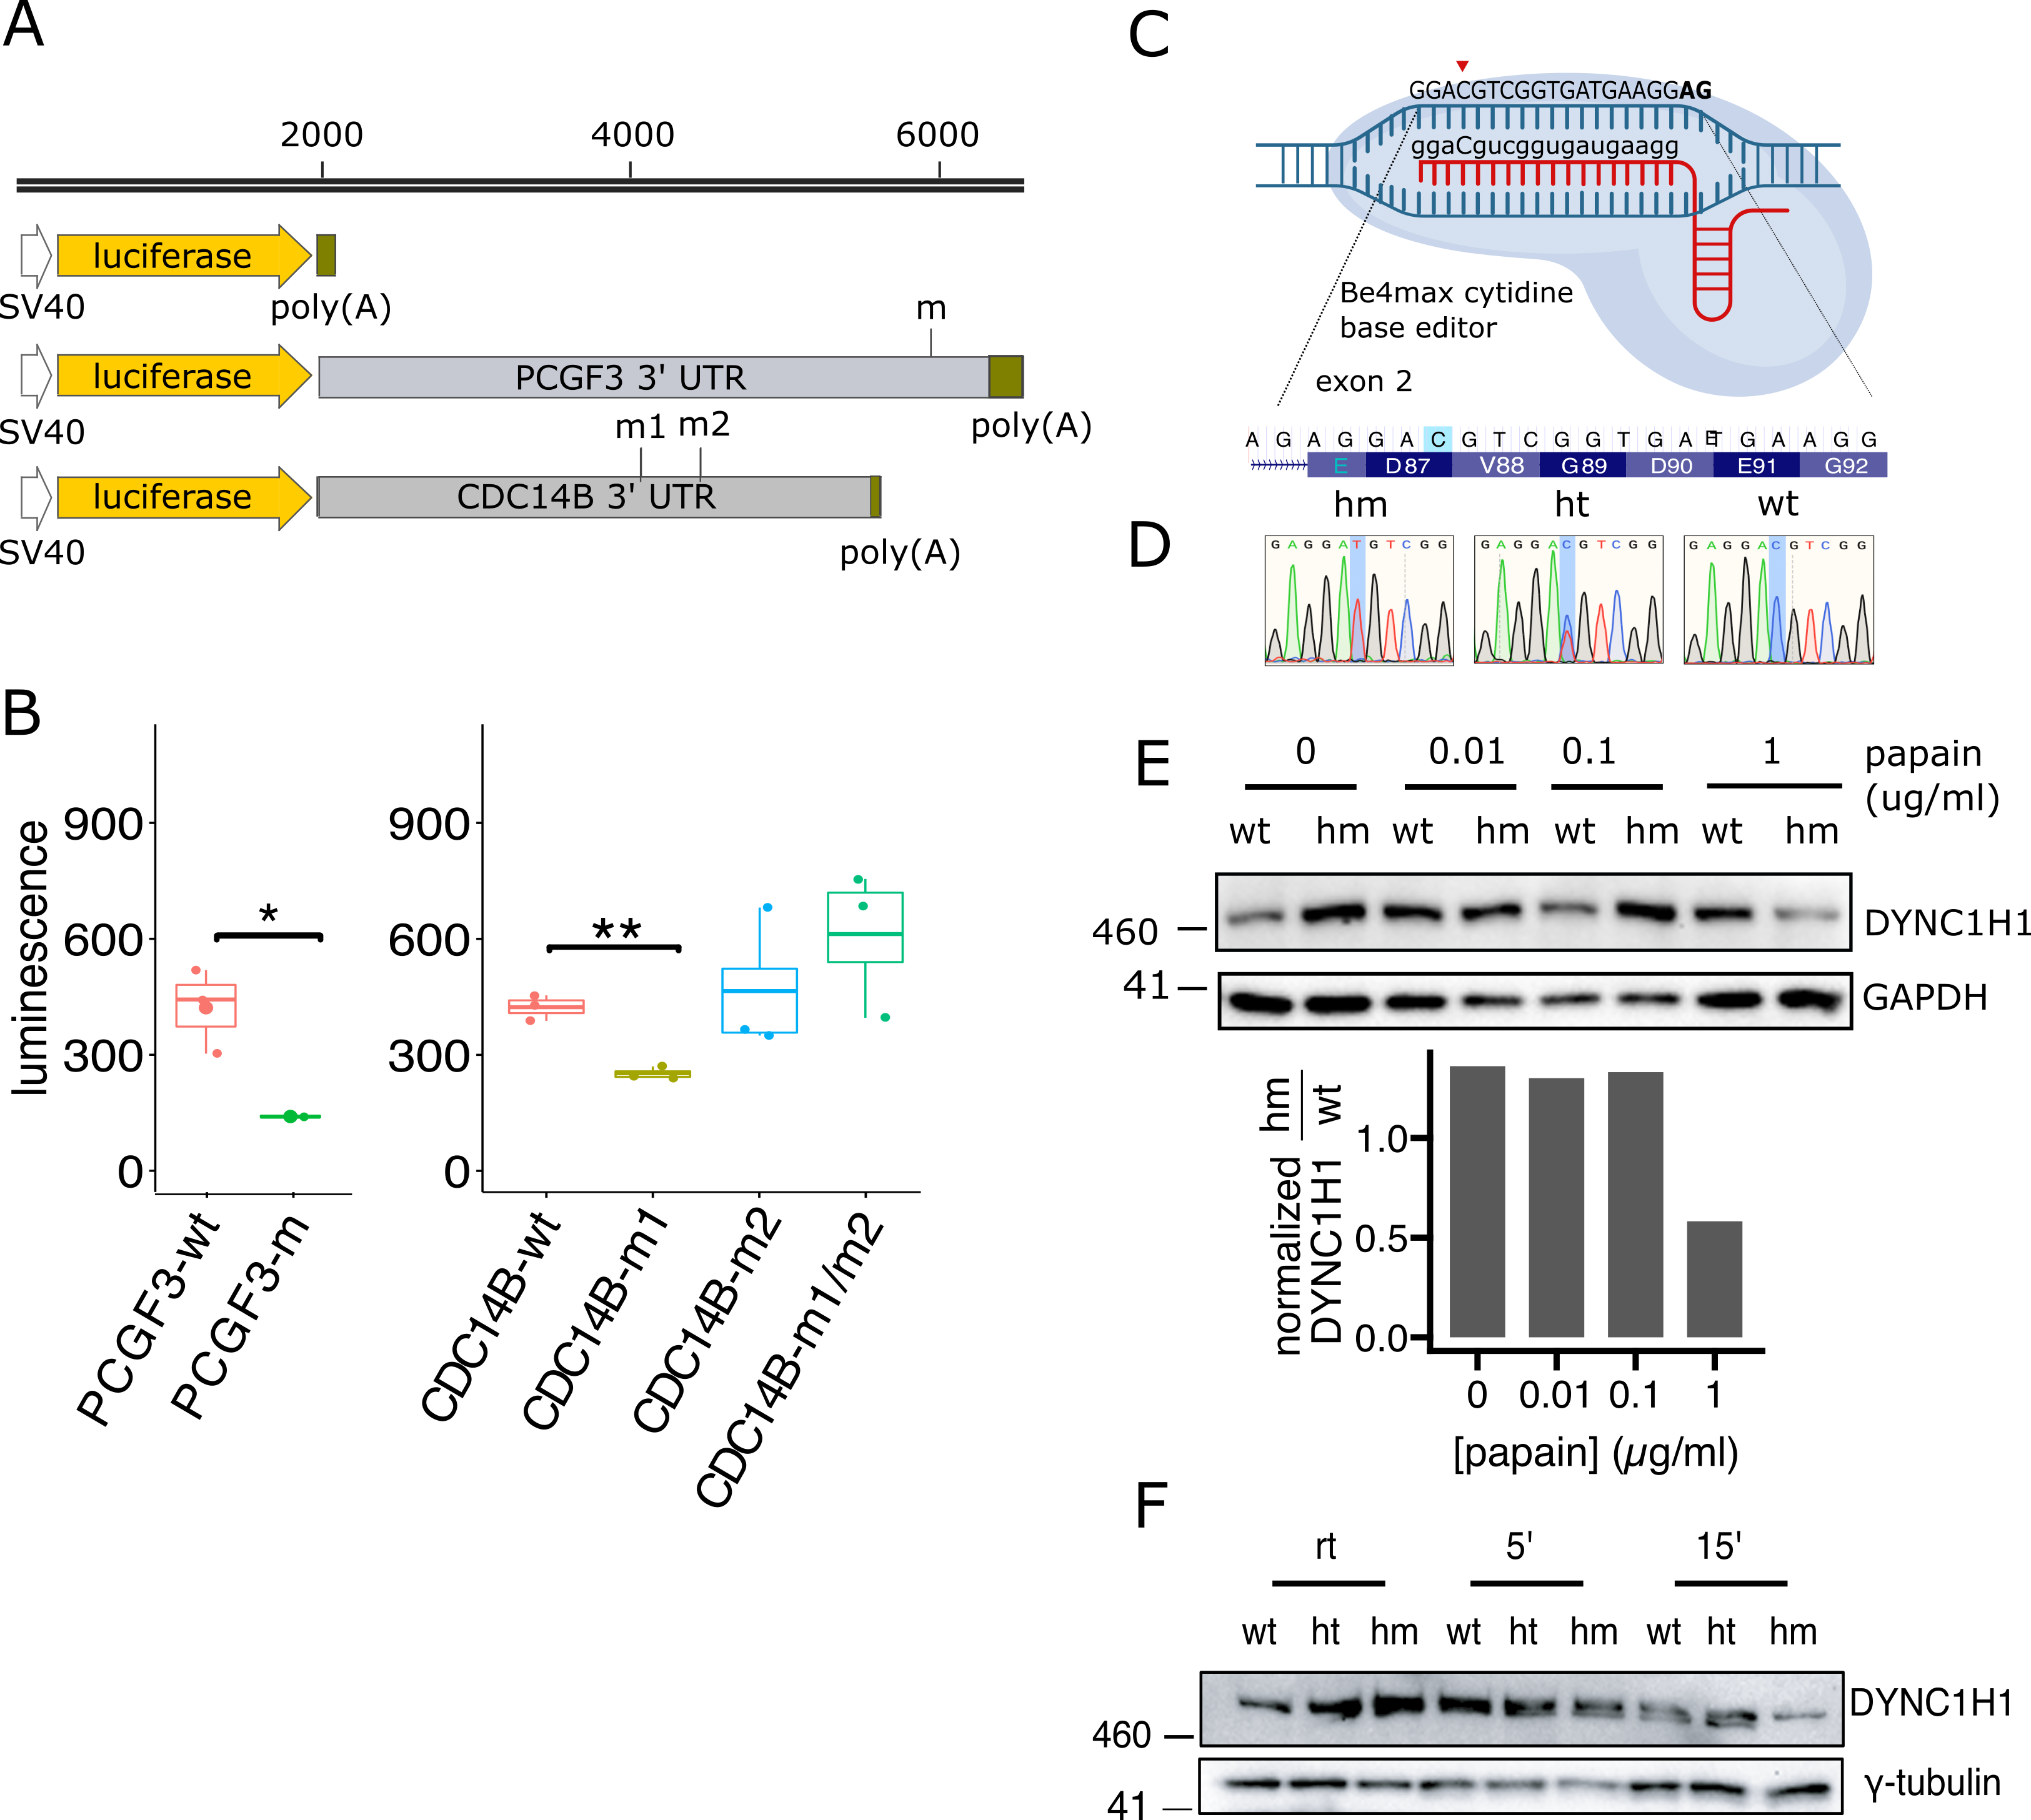 A
2000 4000 6000
luciferase
SV40 poly(A)
m
luciferase PCGF3 3' UTR
SV40 poly(A)
m1 m2
luciferase CDC14B 3' UTR
SV40 poly(A)
B
luminescence
900
600
300
0
*
PCGF3-wt
PCGF3-m
900
600
300
0
**
CDC14B-wt
CDC14B-m1
CDC14B-m2
CDC14B-m1/m2
C
GGACGTCGGTGATGAAGGAG
ggaCgucggugaugaagg
Be4max cytidine
base editor
exon 2
A G A G G A C G T C G G T G A T G A A G G
E
E D87 V88 G89 D90 E91 G92
hm ht wt
D
G A G G A T G T C G G
G A G G A C G T C G G
G A G G A C G T C G G
E
0 0.01 0.1 1 papain
(ug/ml)
wt hm wt hm wt hm wt hm
460 DYNC1H1
41 GAPDH
normalized hm
DYNC1H1 wt
1.0
0.5
0.0
0 0.01 0.1 1
[papain] (µg/ml)
F
rt 5' 15'
wt ht hm wt ht hm wt ht hm
460 DYNC1H1
41 γ-tubulin